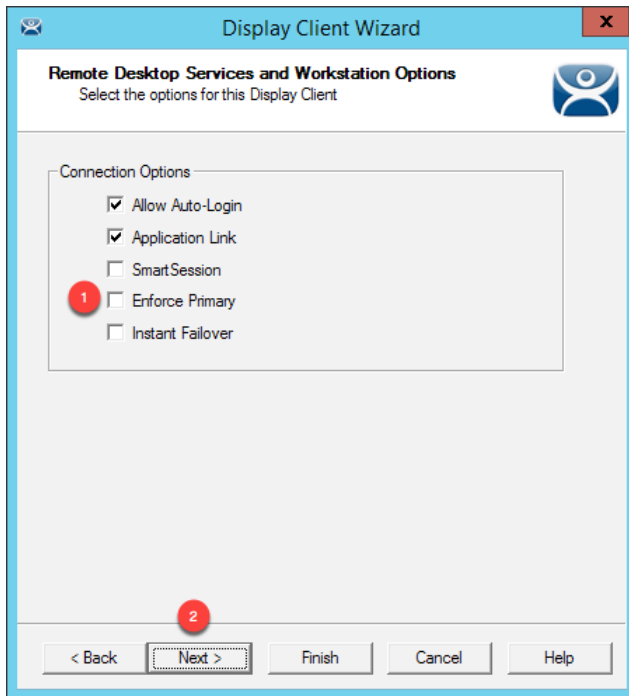 Display Client Wizard
x
Remote Desktop Services and Workstation Options
Select the options for this Display Client
Connection Options
Allow Auto-Login
Application Link
SmartSession
1
Enforce Primary
Instant Failover
2
< Back
Next >
Finish
Cancel
Help